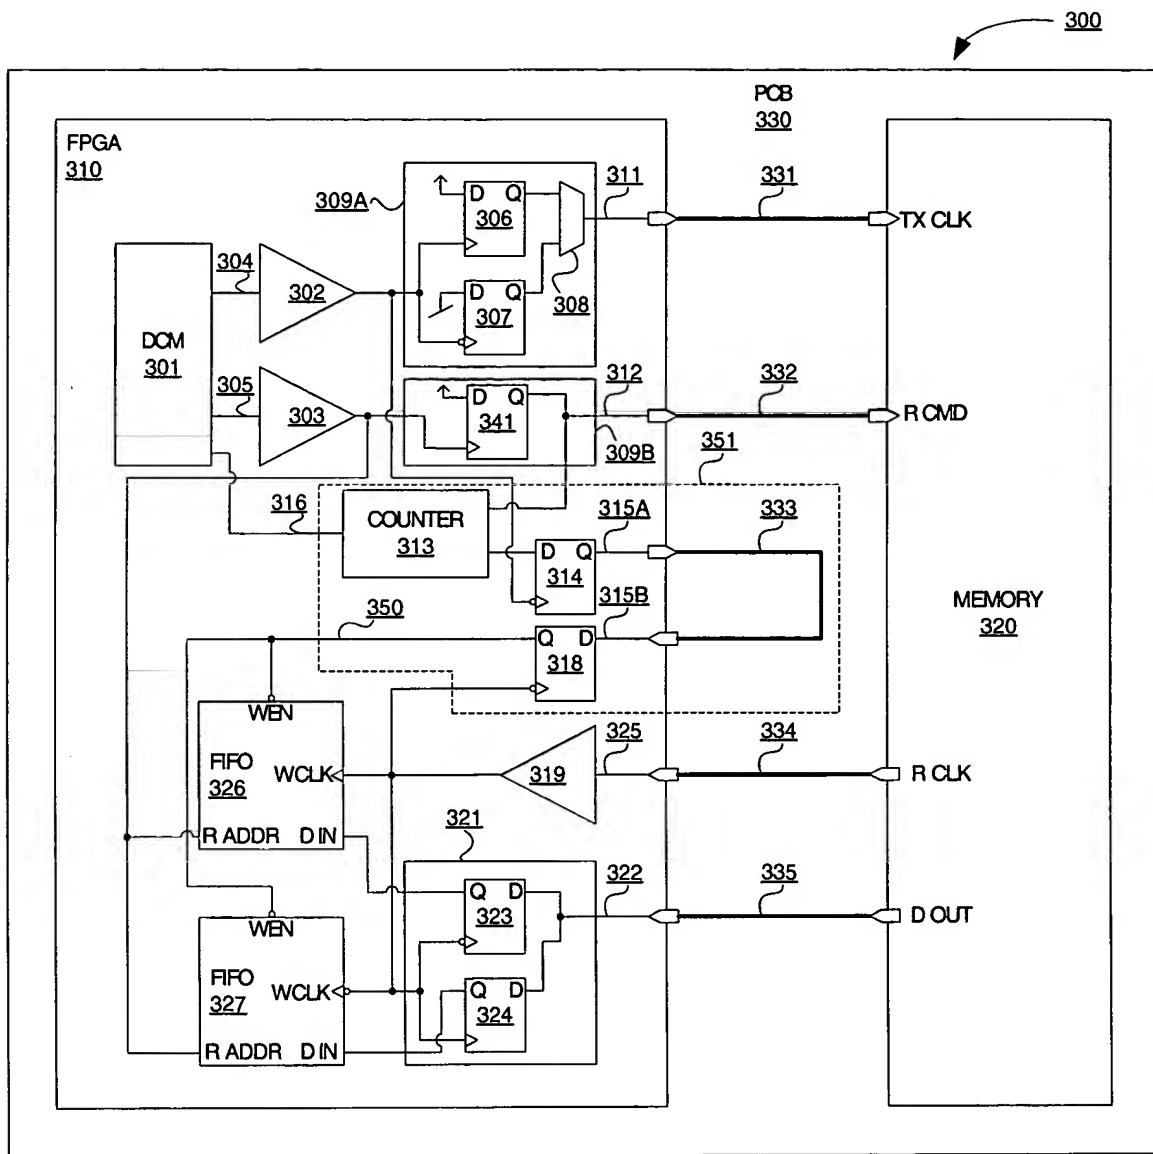 300
PCB
330
FPGA
310
309A
D Q
306
311
331
TX CLK
304
302
308
D Q
307
DCM
301
305
303
D Q
341
312
332
R CMD
309B
351
316
COUNTER
313
315A
333
D Q
314
315B
350
Q D
318
MEMORY
320
WEN
FIFO
326
WCLK
319
325
334
R CLK
R ADDR D IN
321
322
335
Q D
323
D OUT
WEN
FIFO
327
WCLK
Q D
324
R ADDR D IN